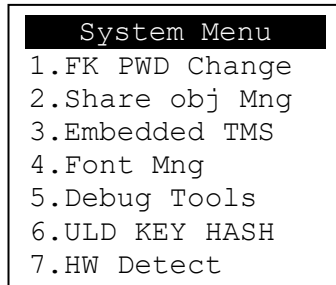 System Menu
1.FK PWD Change
2.Share obj Mng
3.Embedded TMS
4.Font Mng
5.Debug Tools
6.ULD KEY HASH
7.HW Detect